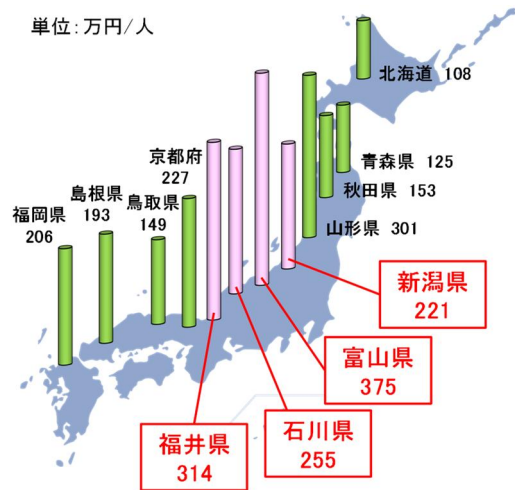 単位:万円/人
北海道 108
青森県 125
秋田県 153
山形県 301
京都府
227
島根県
193
鳥取県
149
福岡県
206
新潟県
221
富山県
375
石川県
255
福井県
314